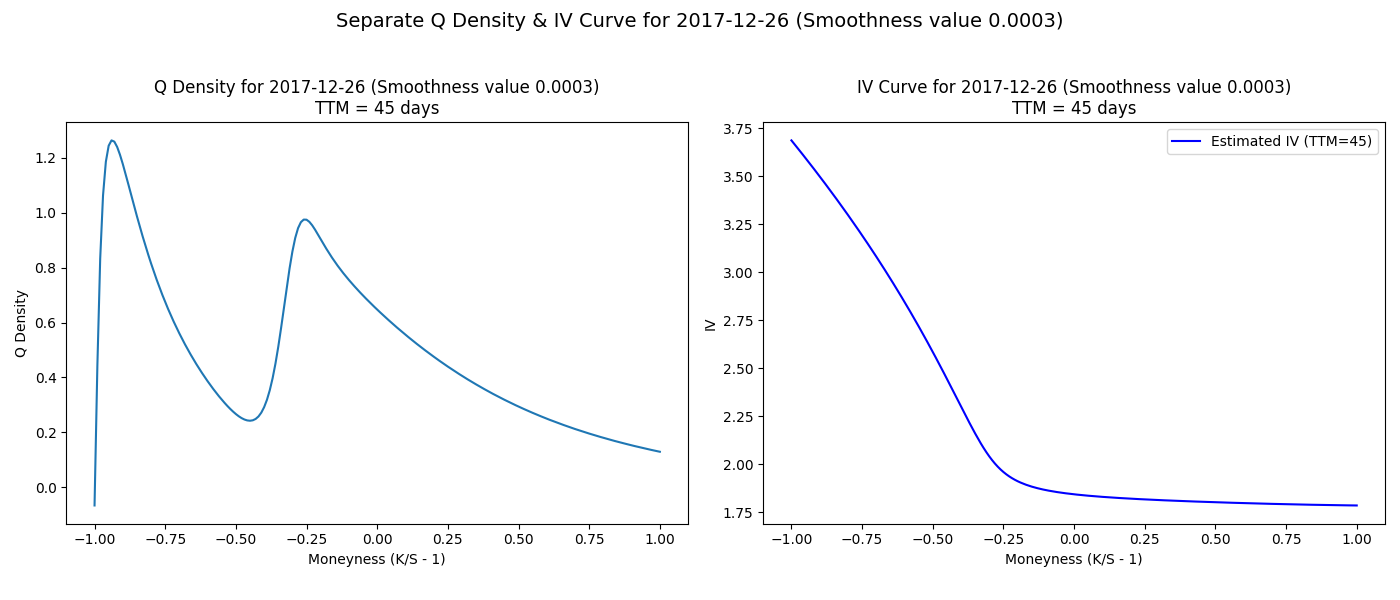 Separate Q Density & IV Curve for 2017-12-26 (Smoothness value 0.0003)
Q Density for 2017-12-26 (Smoothness value 0.0003)
TTM = 45 days
1.2
1.0
0.8
0.6
0.4
0.2
0.0
Q Density
−1.00 −0.75 −0.50 −0.25 0.00 0.25 0.50 0.75 1.00
Moneyness (K/S - 1)
IV Curve for 2017-12-26 (Smoothness value 0.0003)
TTM = 45 days
Estimated IV (TTM=45)
3.75
3.50
3.25
3.00
2.75
2.50
2.25
2.00
1.75
IV
−1.00 −0.75 −0.50 −0.25 0.00 0.25 0.50 0.75 1.00
Moneyness (K/S - 1)